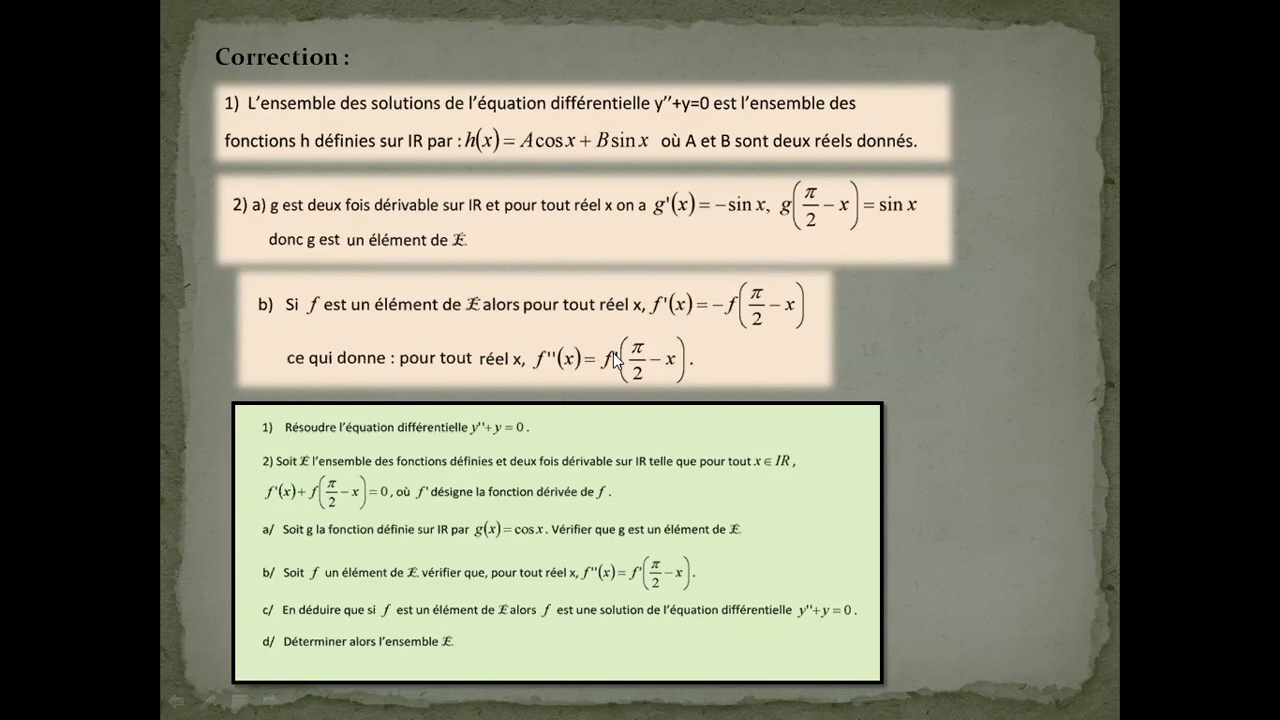 Correction :
1) L'ensemble des solutions de l'équation différentielle y''+y=0 est l'ensemble des
fonctions h définies sur IR par : h(x) = A cos x + B sin x où A et B sont deux réels donnés.
2) a) g est deux fois dérivable sur IR et pour tout réel x on a g'(x) = − sin x, g(π/2 − x) = sin x
donc g est un élément de Ɛ.
b) Si f est un élément de Ɛ alors pour tout réel x, f'(x) = −f(π/2 − x)
ce qui donne : pour tout réel x, f''(x) = f'(π/2 − x).
1) Résoudre l'équation différentielle y''+y = 0.
2) Soit Ɛ l'ensemble des fonctions définies et deux fois dérivable sur IR telle que pour tout x ∈ IR,
f'(x)+ f(π/2 − x) = 0, où f' désigne la fonction dérivée de f.
a/ Soit g la fonction définie sur IR par g(x) = cos x. Vérifier que g est un élément de Ɛ
b/ Soit f un élément de Ɛ. vérifier que, pour tout réel x, f''(x) = f'(π/2 − x).
c/ En déduire que si f est un élément de Ɛ alors f est une solution de l'équation différentielle y''+y = 0.
d/ Déterminer alors l'ensemble Ɛ.